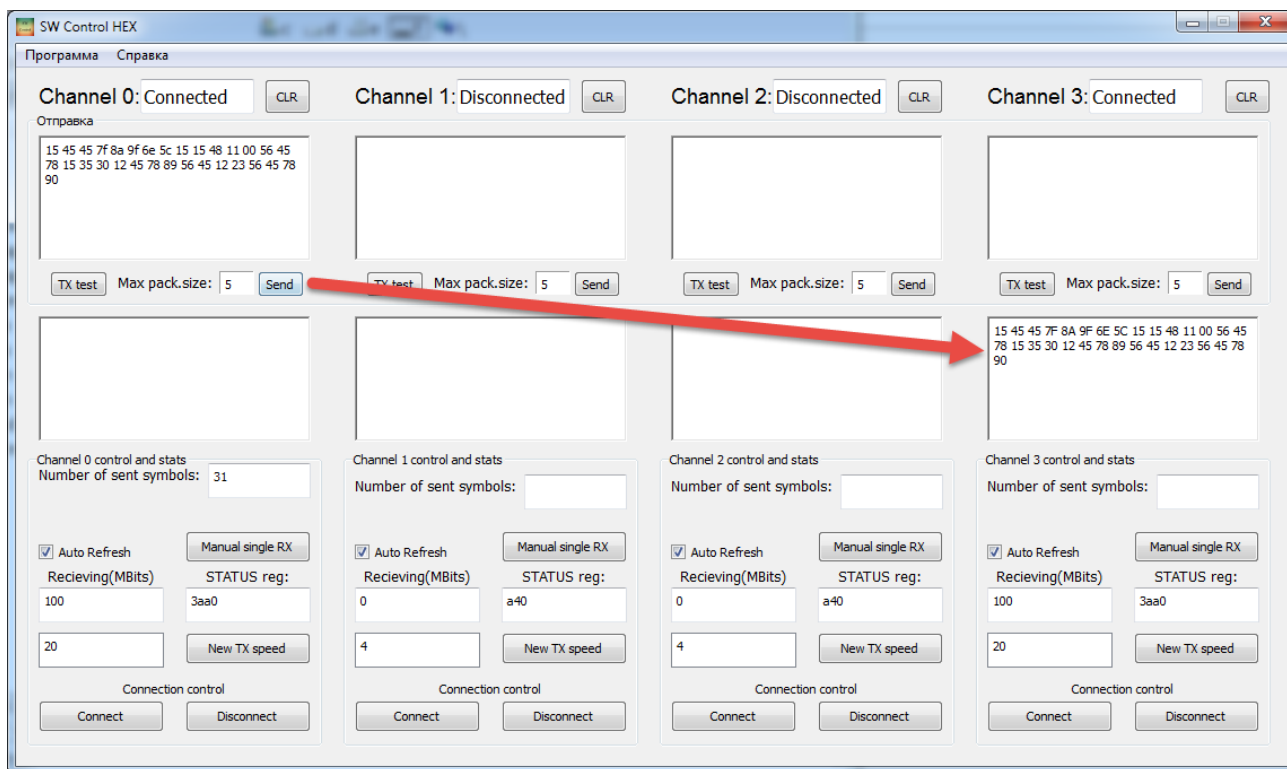 SW Control HEX
Программа Справка
Channel 0: Connected CLR Channel 1: Disconnected CLR Channel 2: Disconnected CLR Channel 3: Connected CLR
Отправка
15 45 45 7f 8a 9f 6e 5c 15 15 48 11 00 56 45
78 15 35 30 12 45 78 89 56 45 12 23 56 45 78
90
TX test Max pack.size: 5 Send TX test Max pack.size: 5 Send TX test Max pack.size: 5 Send TX test Max pack.size: 5 Send
15 45 45 7F 8A 9F 6E 5C 15 15 48 11 00 56 45
78 15 35 30 12 45 78 89 56 45 12 23 56 45 78
90
Channel 0 control and stats Channel 1 control and stats Channel 2 control and stats Channel 3 control and stats
Number of sent symbols: 31 Number of sent symbols: Number of sent symbols: Number of sent symbols:
Auto Refresh Manual single RX Auto Refresh Manual single RX Auto Refresh Manual single RX Auto Refresh Manual single RX
Recieving(MBits) STATUS reg: Recieving(MBits) STATUS reg: Recieving(MBits) STATUS reg: Recieving(MBits) STATUS reg:
100 3aa0 0 a40 0 a40 100 3aa0
20 New TX speed 4 New TX speed 4 New TX speed 20 New TX speed
Connection control Connection control Connection control Connection control
Connect Disconnect Connect Disconnect Connect Disconnect Connect Disconnect